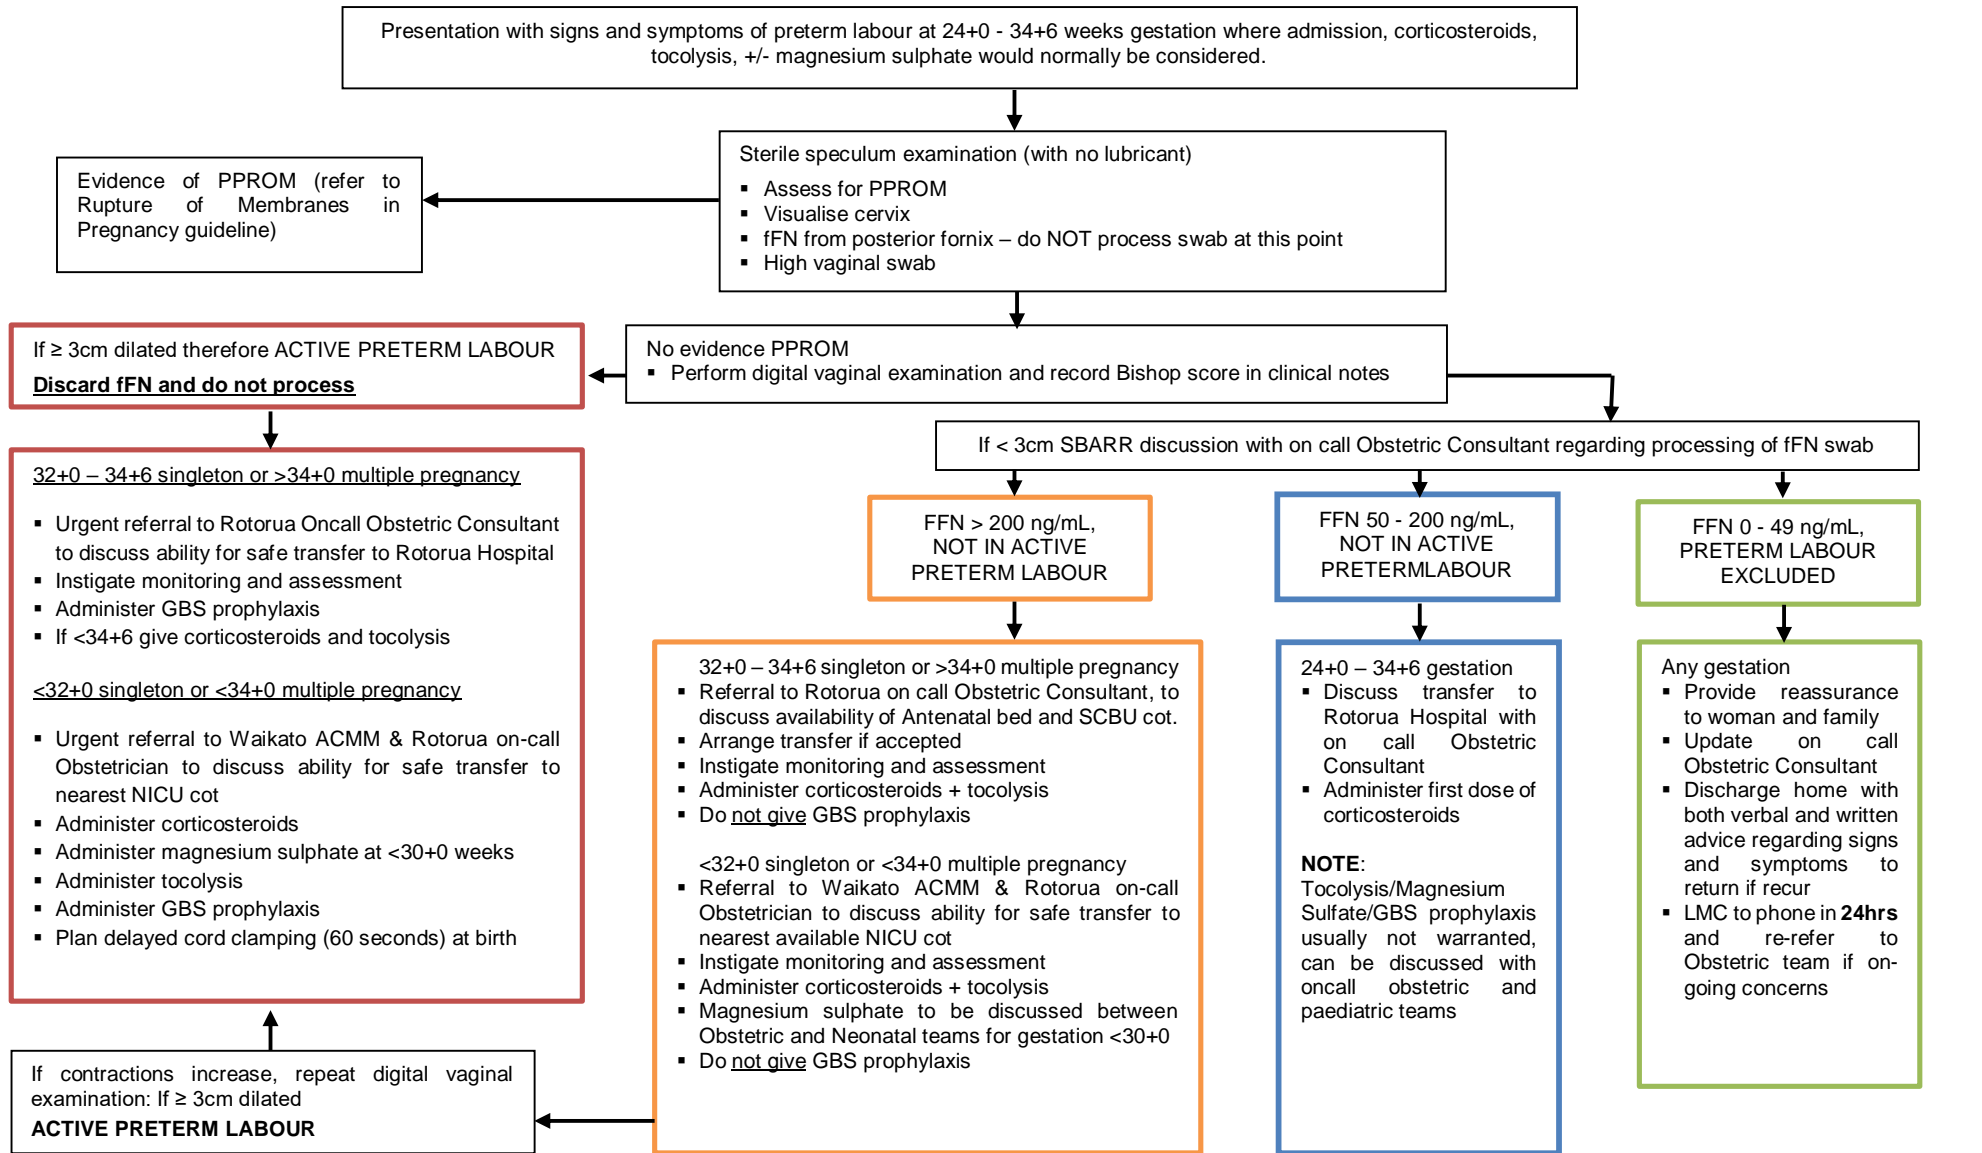 Presentation with signs and symptoms of preterm labour at 24+0 - 34+6 weeks gestation where admission, corticosteroids,
tocolysis, +/- magnesium sulphate would normally be considered.
Sterile speculum examination (with no lubricant)
▪ Assess for PPROM
▪ Visualise cervix
▪ fFN from posterior fornix – do NOT process swab at this point
▪ High vaginal swab
Evidence of PPROM (refer to
Rupture of Membranes in
Pregnancy guideline)
No evidence PPROM
▪ Perform digital vaginal examination and record Bishop score in clinical notes
If ≥ 3cm dilated therefore ACTIVE PRETERM LABOUR
Discard fFN and do not process
32+0 – 34+6 singleton or >34+0 multiple pregnancy
▪ Urgent referral to Rotorua Oncall Obstetric Consultant
to discuss ability for safe transfer to Rotorua Hospital
▪ Instigate monitoring and assessment
▪ Administer GBS prophylaxis
▪ If <34+6 give corticosteroids and tocolysis
<32+0 singleton or <34+0 multiple pregnancy
▪ Urgent referral to Waikato ACMM & Rotorua on-call
Obstetrician to discuss ability for safe transfer to
nearest NICU cot
▪ Administer corticosteroids
▪ Administer magnesium sulphate at <30+0 weeks
▪ Administer tocolysis
▪ Administer GBS prophylaxis
▪ Plan delayed cord clamping (60 seconds) at birth
If contractions increase, repeat digital vaginal
examination: If ≥ 3cm dilated
ACTIVE PRETERM LABOUR
If < 3cm SBARR discussion with on call Obstetric Consultant regarding processing of fFN swab
FFN > 200 ng/mL,
NOT IN ACTIVE
PRETERM LABOUR
32+0 – 34+6 singleton or >34+0 multiple pregnancy
▪ Referral to Rotorua on call Obstetric Consultant, to
discuss availability of Antenatal bed and SCBU cot.
▪ Arrange transfer if accepted
▪ Instigate monitoring and assessment
▪ Administer corticosteroids + tocolysis
▪ Do not give GBS prophylaxis
<32+0 singleton or <34+0 multiple pregnancy
▪ Referral to Waikato ACMM & Rotorua on-call
Obstetrician to discuss ability for safe transfer to
nearest available NICU cot
▪ Instigate monitoring and assessment
▪ Administer corticosteroids + tocolysis
▪ Magnesium sulphate to be discussed between
Obstetric and Neonatal teams for gestation <30+0
▪ Do not give GBS prophylaxis
FFN 50 - 200 ng/mL,
NOT IN ACTIVE
PRETERMLABOUR
24+0 – 34+6 gestation
▪ Discuss transfer to
Rotorua Hospital with
on call Obstetric
Consultant
▪ Administer first dose of
corticosteroids
NOTE:
Tocolysis/Magnesium
Sulfate/GBS prophylaxis
usually not warranted,
can be discussed with
oncall obstetric and
paediatric teams
FFN 0 - 49 ng/mL,
PRETERM LABOUR
EXCLUDED
Any gestation
▪ Provide reassurance
to woman and family
▪ Update on call
Obstetric Consultant
▪ Discharge home with
both verbal and written
advice regarding signs
and symptoms to
return if recur
▪ LMC to phone in 24hrs
and re-refer to
Obstetric team if on-
going concerns